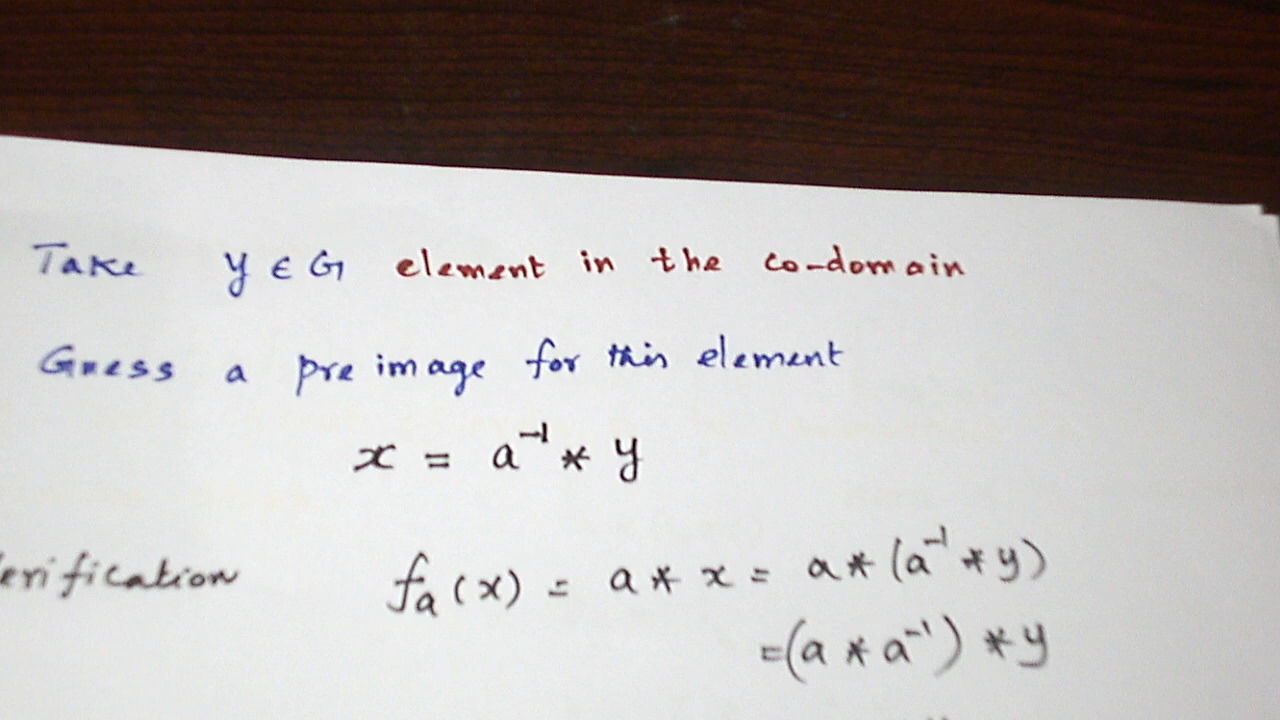 Take y ∈ G element in the co-domain
Guess a pre image for this element
x = a⁻¹ * y
erification fa(x) = a * x = a * (a⁻¹ * y)
= (a * a⁻¹) * y